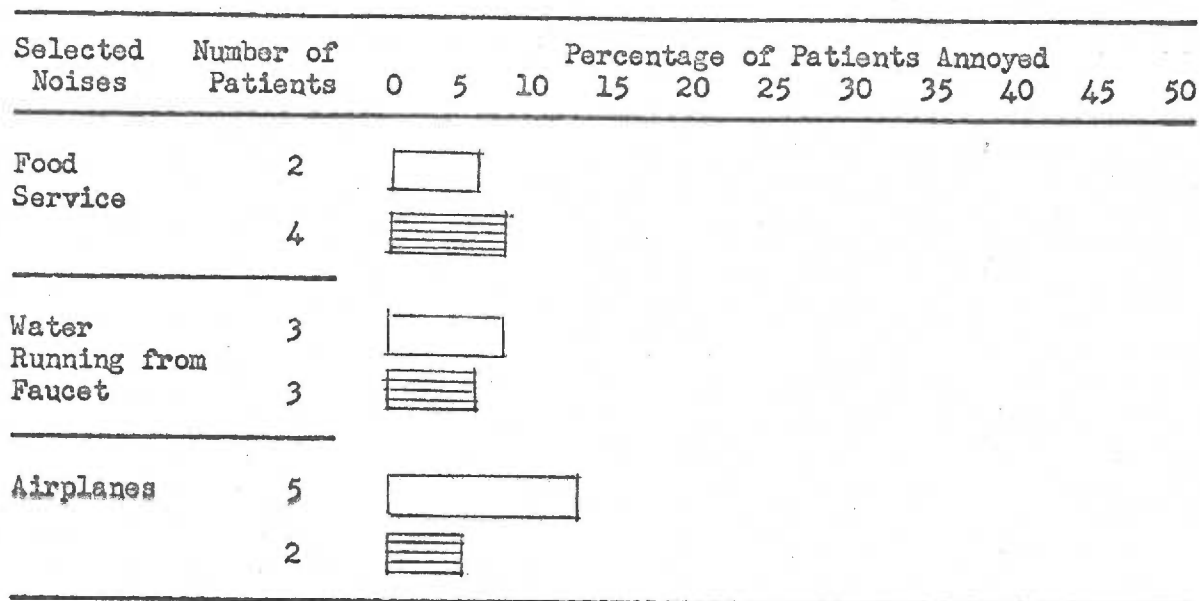 Selected Number of Percentage of Patients Annoyed
Noises Patients 0 5 10 15 20 25 30 35 40 45 50
Food 2
Service
4
Water 3
Running from
Faucet 3
Airplanes 5
2